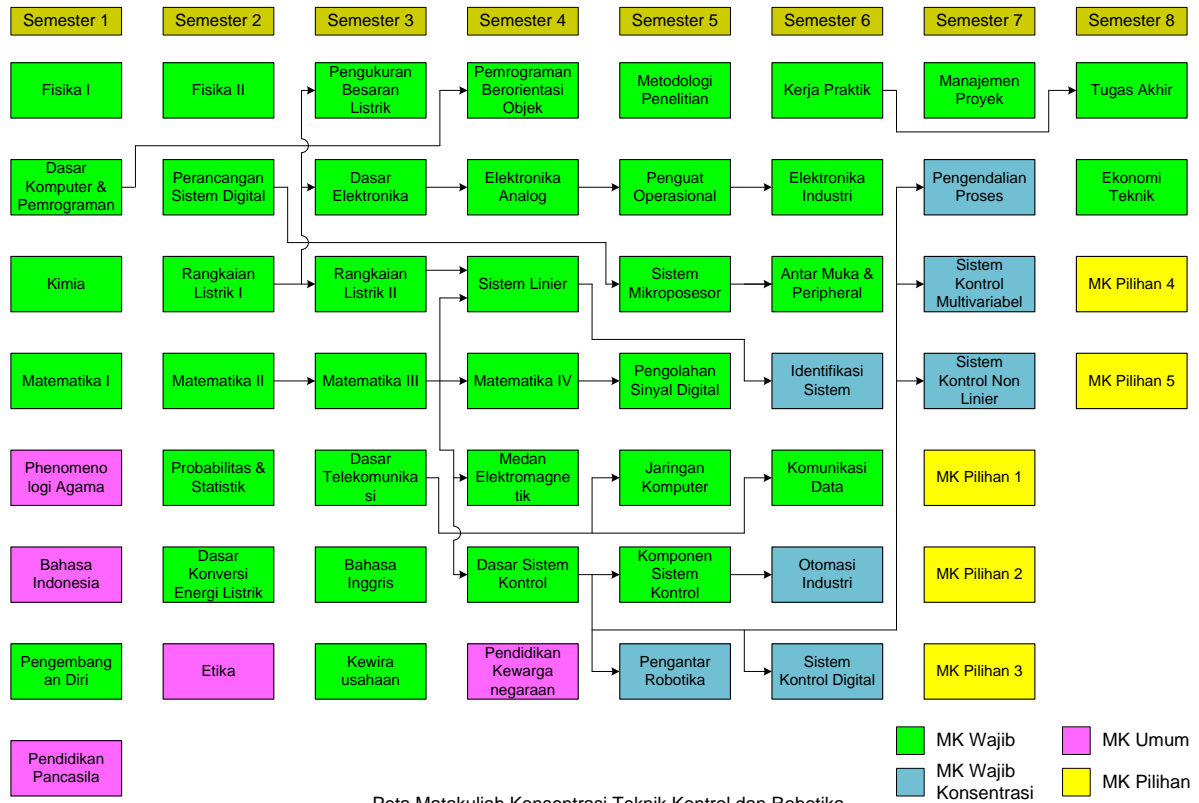 Semester 1
Semester 2
Semester 3
Semester 4
Semester 5
Semester 6
Semester 7
Semester 8
Fisika I
Fisika II
Pengukuran
Besaran
Listrik
Pemrograman
Berorientasi
Objek
Metodologi
Penelitian
Kerja Praktik
Manajemen
Proyek
Tugas Akhir
Dasar
Komputer &
Pemrograman
Perancangan
Sistem Digital
Dasar
Elektronika
Elektronika
Analog
Penguat
Operasional
Elektronika
Industri
Pengendalian
Proses
Ekonomi
Teknik
Kimia
Rangkaian
Listrik I
Rangkaian
Listrik II
Sistem Linier
Sistem
Mikroposesor
Antar Muka &
Peripheral
Sistem
Kontrol
Multivariabel
MK Pilihan 4
Matematika I
Matematika II
Matematika III
Matematika IV
Pengolahan
Sinyal Digital
Identifikasi
Sistem
Sistem
Kontrol Non
Linier
MK Pilihan 5
Phenomeno
logi Agama
Probabilitas &
Statistik
Dasar
Telekomunika
si
Medan
Elektromagne
tik
Jaringan
Komputer
Komunikasi
Data
MK Pilihan 1
Bahasa
Indonesia
Dasar
Konversi
Energi Listrik
Bahasa
Inggris
Dasar Sistem
Kontrol
Komponen
Sistem
Kontrol
Otomasi
Industri
MK Pilihan 2
Pengembang
an Diri
Etika
Kewira
usahaan
Pendidikan
Kewarga
negaraan
Pengantar
Robotika
Sistem
Kontrol Digital
MK Pilihan 3
Pendidikan
Pancasila
MK Wajib
MK Umum
MK Wajib
Konsentrasi
MK Pilihan
Peta Matakuliah Konsentrasi Teknik Kontrol dan Robotika